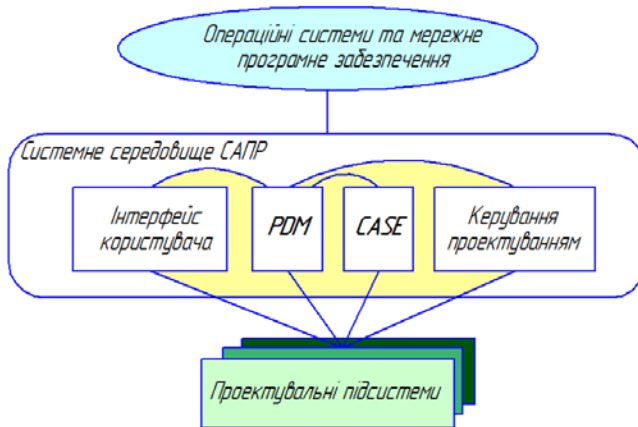 Операційні системи та мережне
програмне забезпечення
Системне середовище САПР
Інтерфейс
користувача
PDM
CASE
Керування
проектуванням
Проектувальні підсистеми